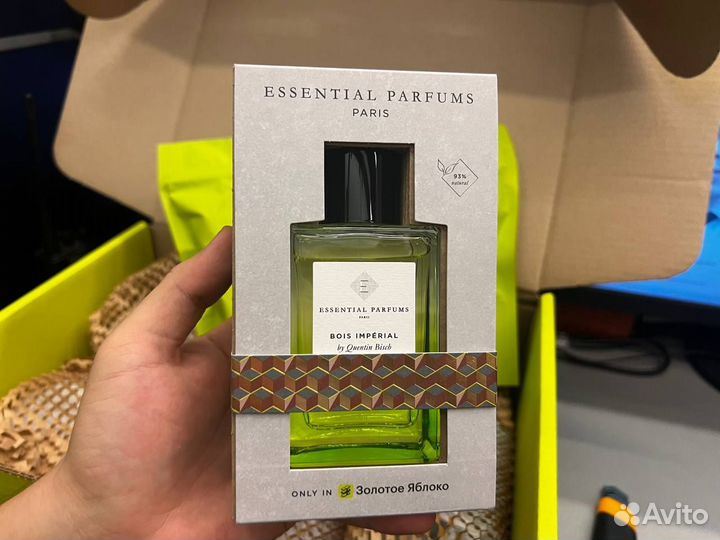 ESSENTIAL PARFUMS
PARIS
93%
natural
E
ESSENTIAL PARFUMS
PARIS
BOIS IMPÉRIAL
by Quentin Bisch
ONLY IN Золотое Яблоко
Avito